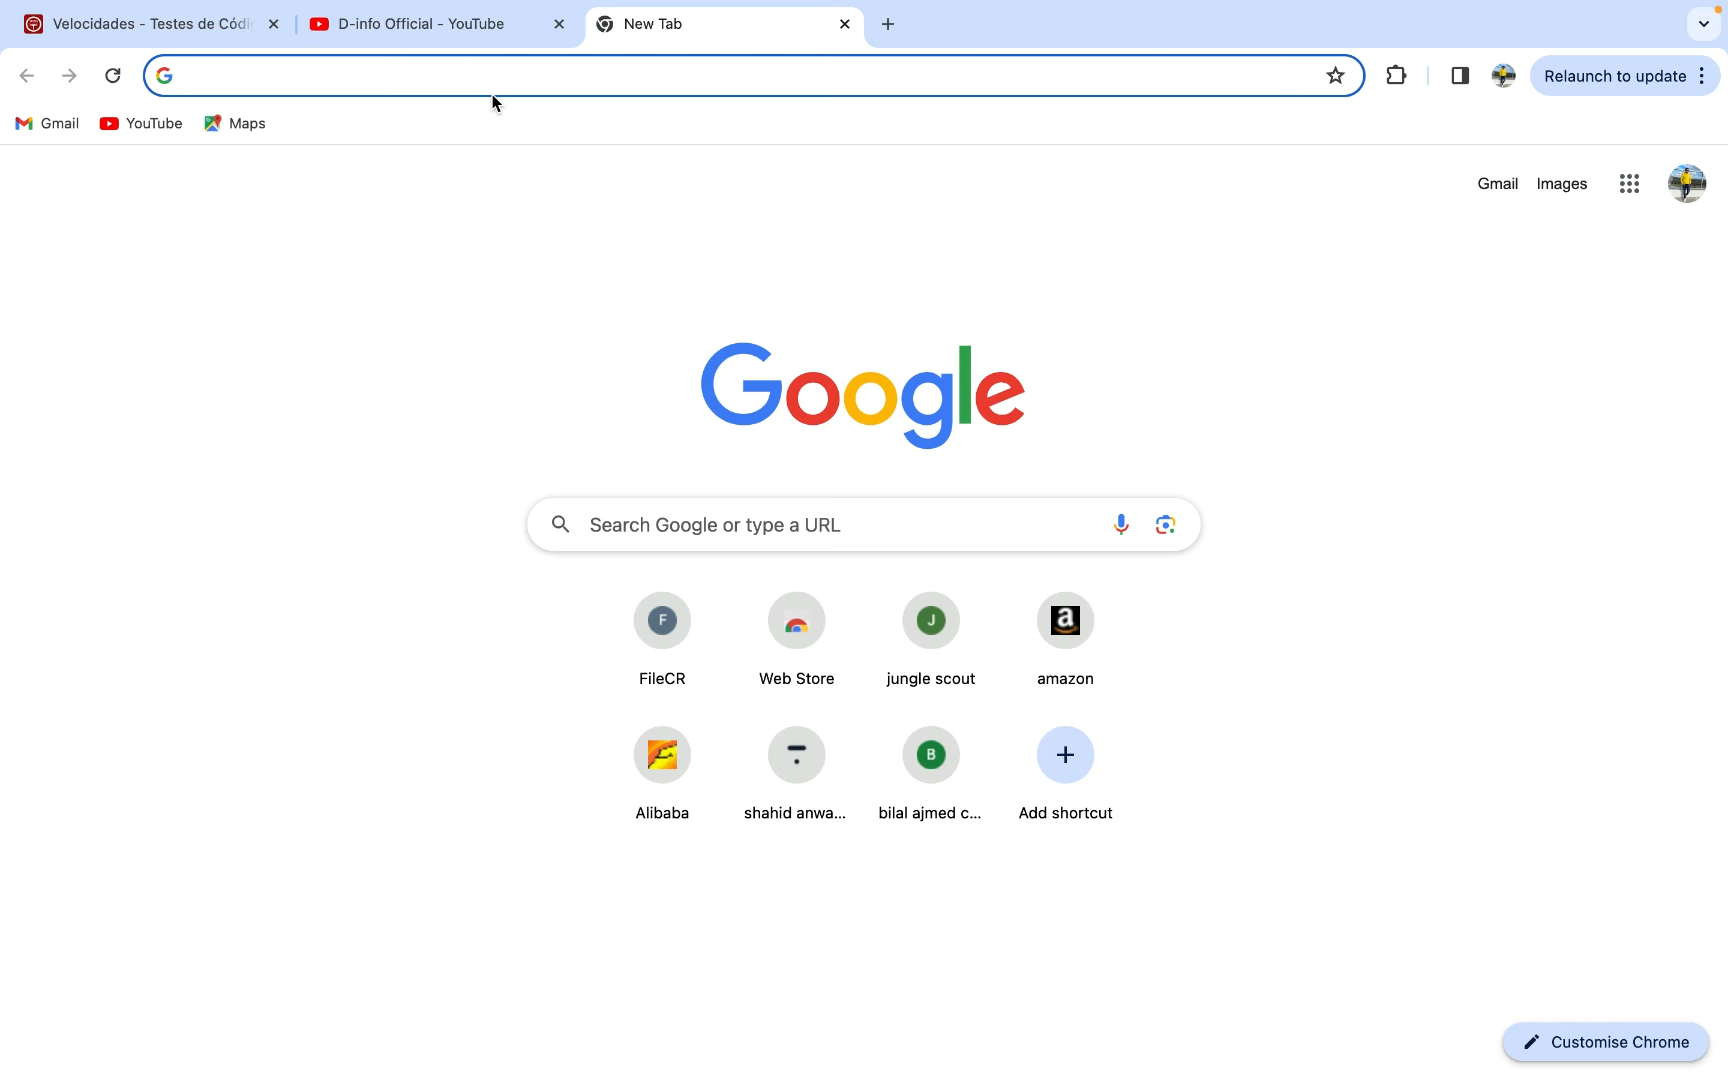 Velocidades - Testes de Códi
D-info Official - YouTube
New Tab
Relaunch to update
Gmail
YouTube
Maps
Gmail
Images
Google
Search Google or type a URL
F
J
a
FileCR
Web Store
jungle scout
amazon
B
Alibaba
shahid anwa...
bilal ajmed c...
Add shortcut
Customise Chrome